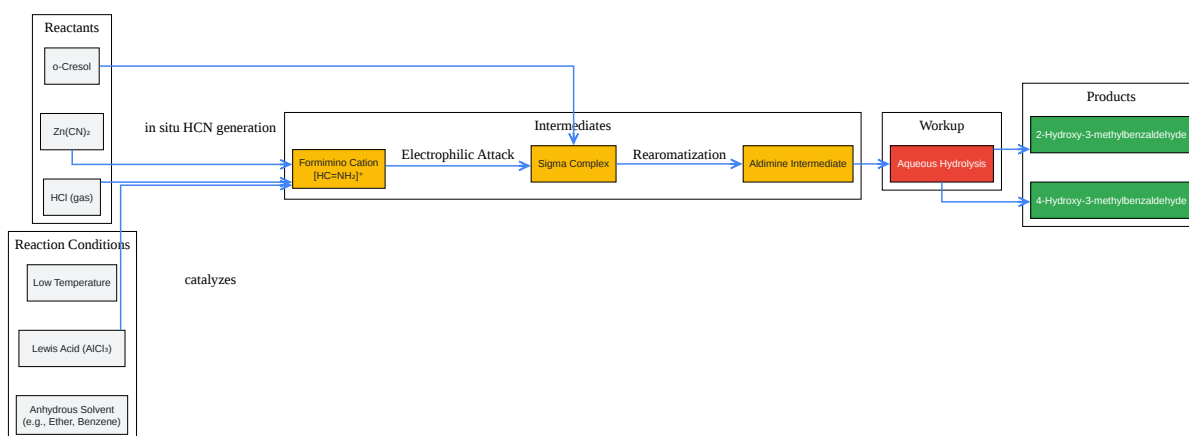 Reactants
o-Cresol
Zn(CN)₂
HCl (gas)
in situ HCN generation
Reaction Conditions
Low Temperature
Lewis Acid (AlCl₃)
Anhydrous Solvent
(e.g., Ether, Benzene)
catalyzes
Intermediates
Formimino Cation
[HC=NH₂]⁺
Electrophilic Attack
Sigma Complex
Rearomatization
Aldimine Intermediate
Workup
Aqueous Hydrolysis
Products
2-Hydroxy-3-methylbenzaldehyde
4-Hydroxy-3-methylbenzaldehyde